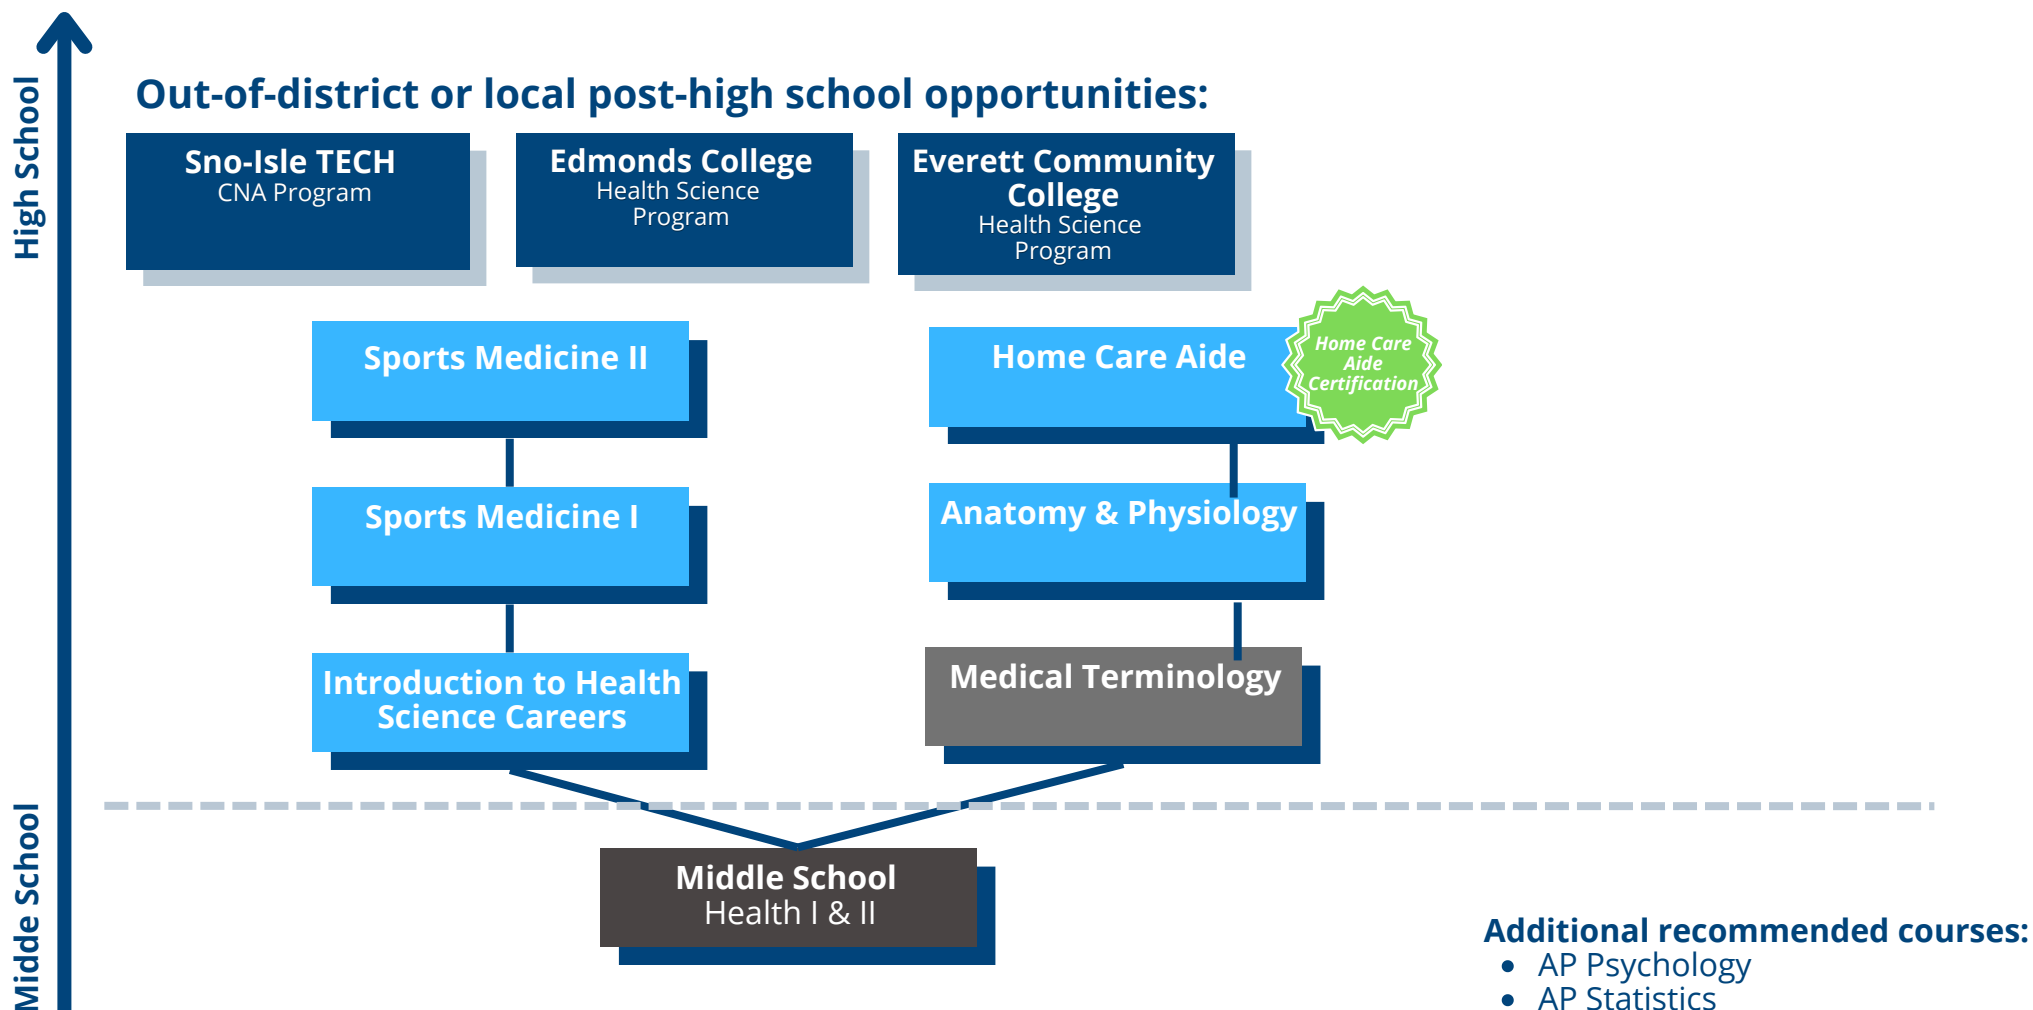 High School
Out-of-district or local post-high school opportunities:
Sno-Isle TECH
CNA Program
Edmonds College
Health Science
Program
Everett Community
College
Health Science
Program
Sports Medicine II
Home Care Aide
Home Care
Aide
Certification
Sports Medicine I
Anatomy & Physiology
Introduction to Health
Science Careers
Medical Terminology
Midde School
Middle School
Health I & II
Additional recommended courses:
• AP Psychology
• AP Statistics